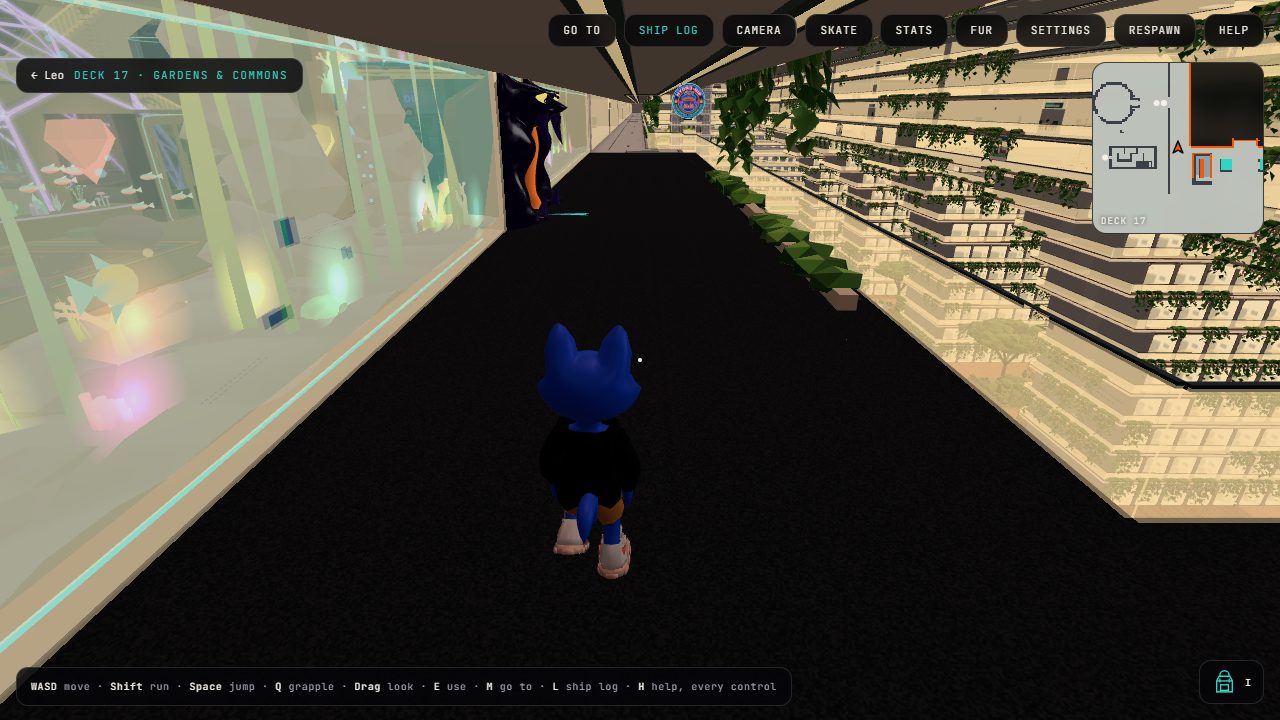 GO TO
SHIP LOG
CAMERA
SKATE
STATS
FUR
SETTINGS
RESPAWN
HELP
← Leo DECK 17 · GARDENS & COMMONS
DECK 17
WASD move · Shift run · Space jump · Q grapple · Drag look · E use · M go to · L ship log · H help, every control
I